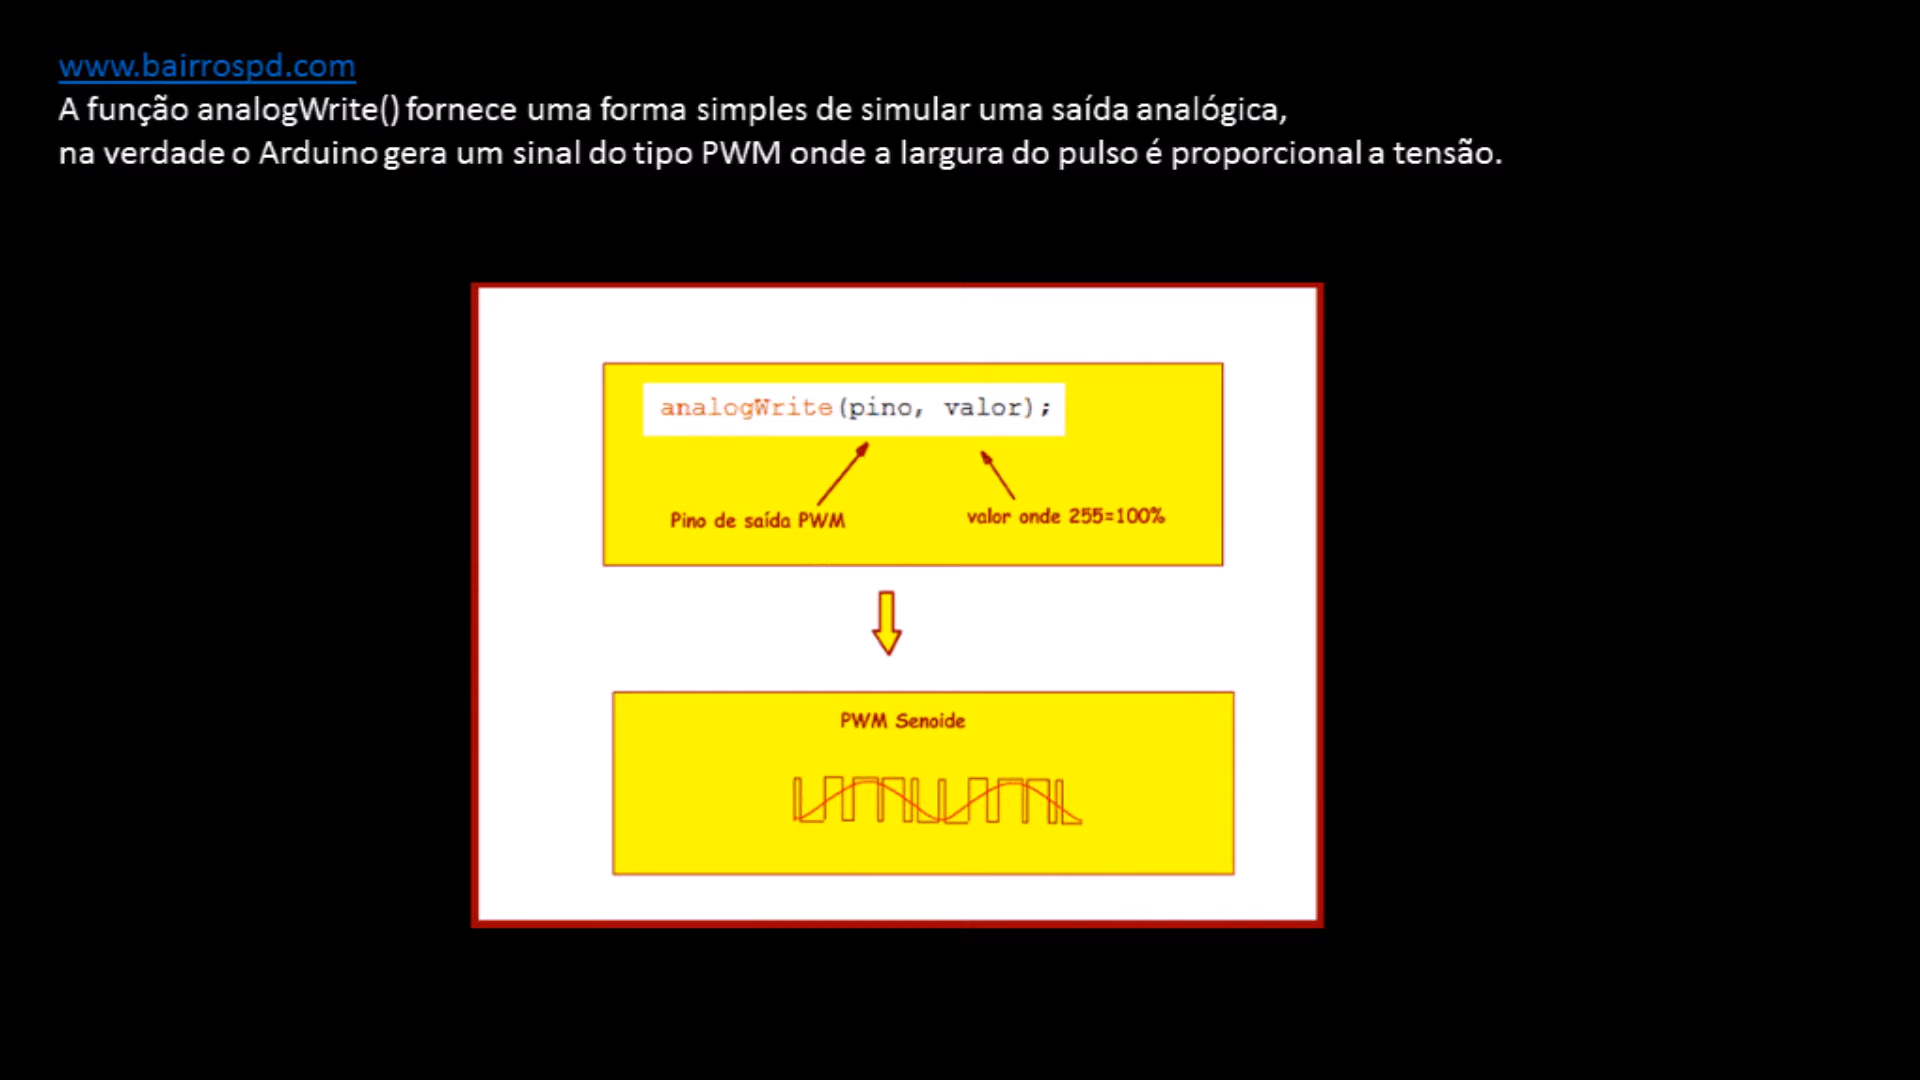 www.bairrospd.com
A função analogWrite() fornece uma forma simples de simular uma saída analógica,
na verdade o Arduino gera um sinal do tipo PWM onde a largura do pulso é proporcional a tensão.
analogWrite(pino, valor);
Pino de saída PWM
valor onde 255=100%
PWM Senoide